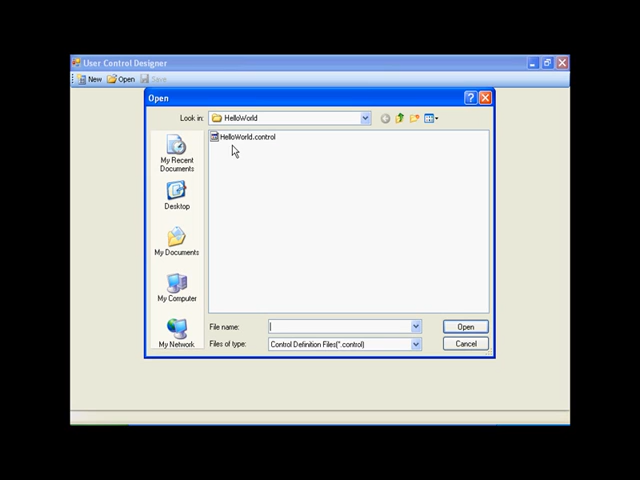 User Control Designer
New Open Save
Open
Look in: HelloWorld
HelloWorld.control
My Recent
Documents
Desktop
My Documents
My Computer
My Network
File name: Open
Files of type: Control Definition Files(*.control) Cancel